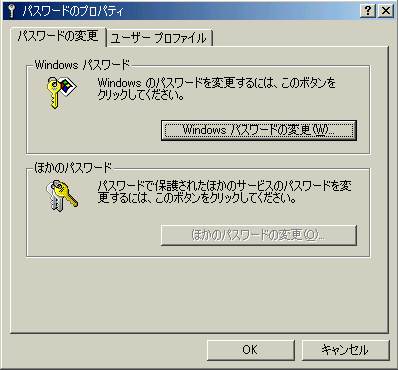 パスワードのプロパティ
パスワードの変更 ユーザー プロファイル
Windows パスワード
Windows のパスワードを変更するには、このボタンを
クリックしてください。
Windows パスワードの変更(W)...
ほかのパスワード
パスワードで保護されたほかのサービスのパスワードを変
更するには、このボタンをクリックしてください。
ほかのパスワードの変更(O)...
OK キャンセル